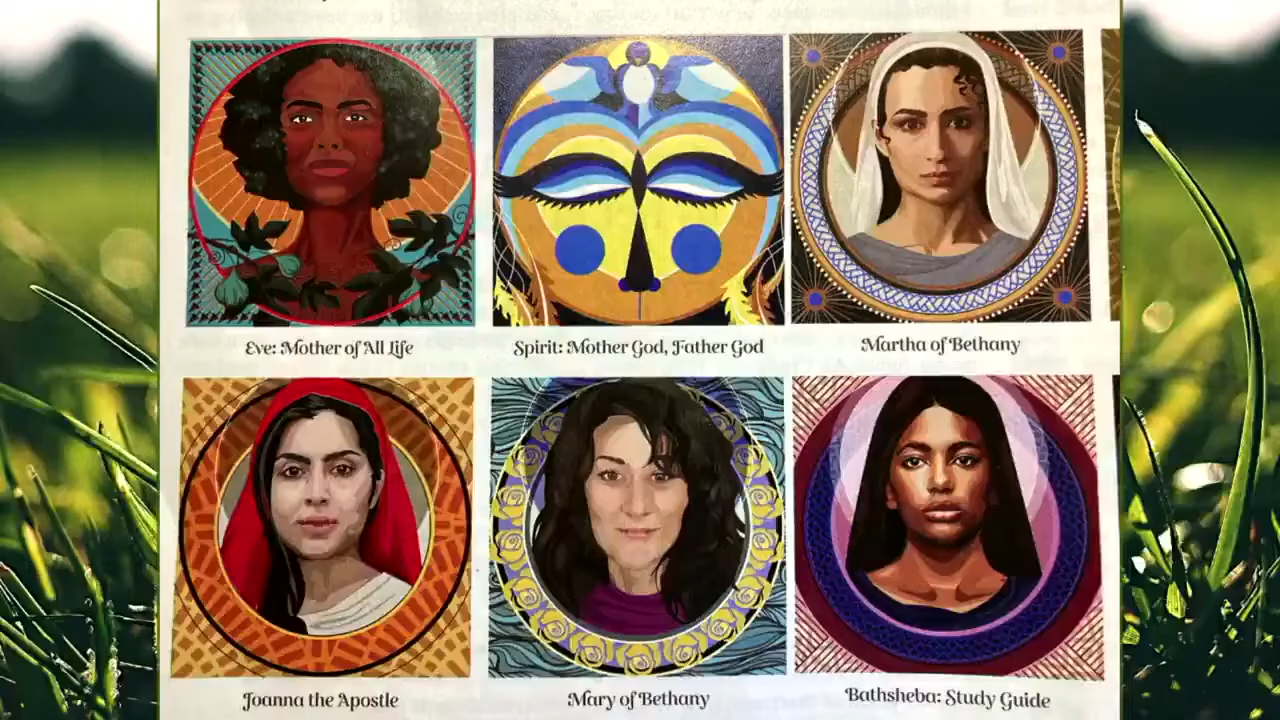 Eve: Mother of All Life
Spirit: Mother God, Father God
Martha of Bethany
Joanna the Apostle
Mary of Bethany
Bathsheba: Study Guide